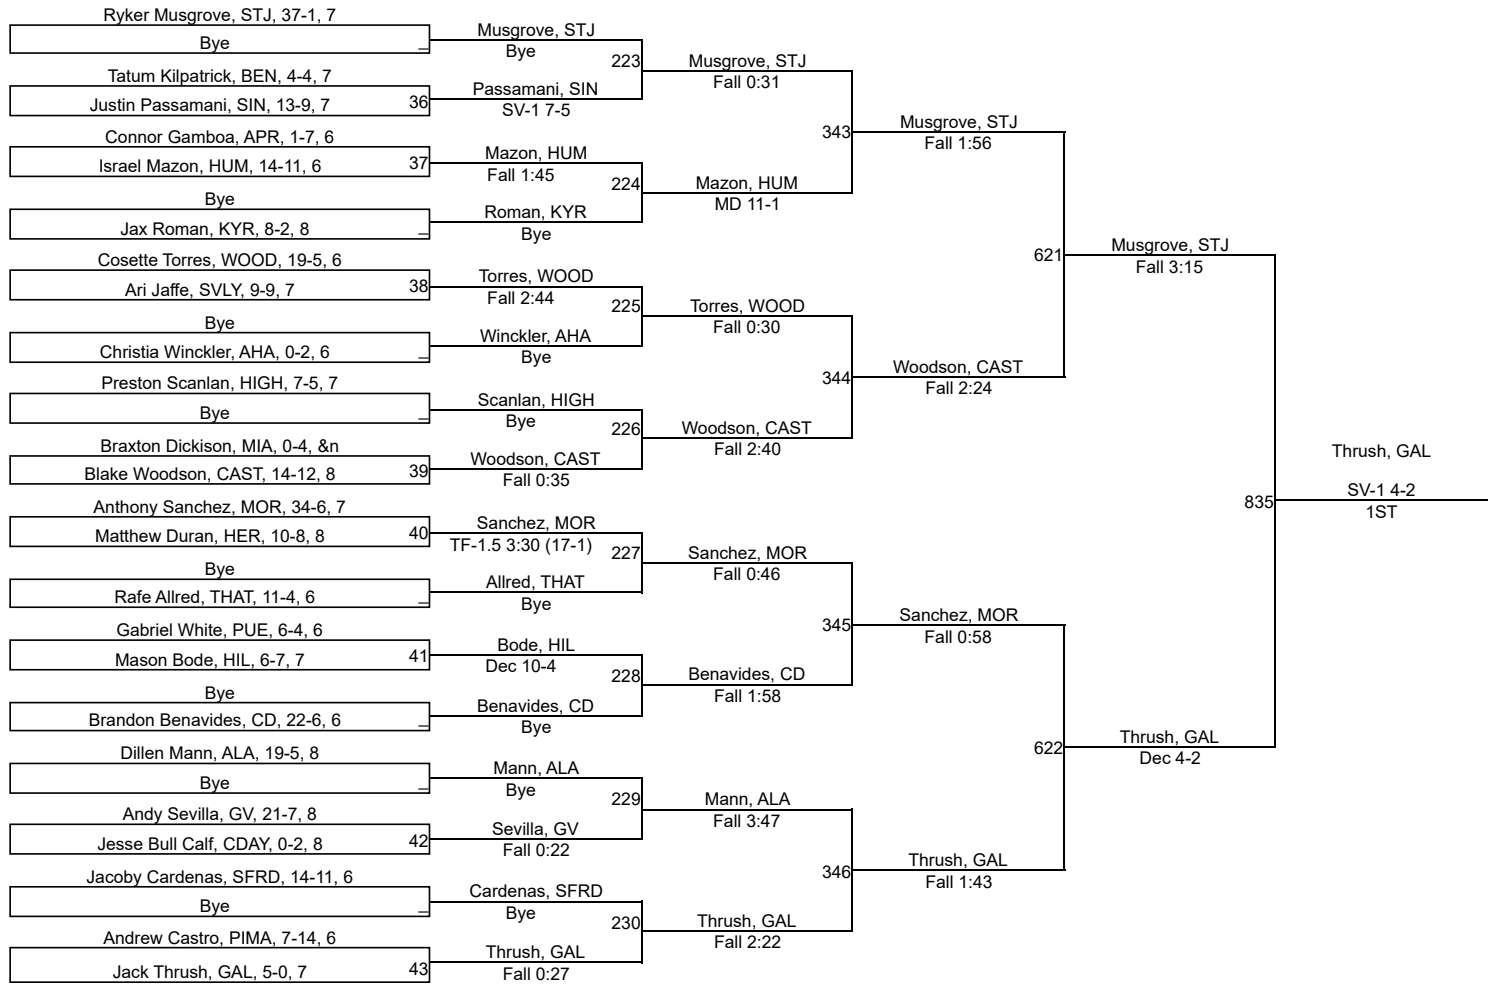 Ryker Musgrove, STJ, 37-1, 7
Bye _
Tatum Kilpatrick, BEN, 4-4, 7
Justin Passamani, SIN, 13-9, 7 36
Connor Gamboa, APR, 1-7, 6
Israel Mazon, HUM, 14-11, 6 37
Bye
Jax Roman, KYR, 8-2, 8 _
Cosette Torres, WOOD, 19-5, 6
Ari Jaffe, SVLY, 9-9, 7 38
Bye
Christia Winckler, AHA, 0-2, 6 _
Preston Scanlan, HIGH, 7-5, 7
Bye _
Braxton Dickison, MIA, 0-4, &n
Blake Woodson, CAST, 14-12, 8 39
Anthony Sanchez, MOR, 34-6, 7
Matthew Duran, HER, 10-8, 8 40
Bye
Rafe Allred, THAT, 11-4, 6 _
Gabriel White, PUE, 6-4, 6
Mason Bode, HIL, 6-7, 7 41
Bye
Brandon Benavides, CD, 22-6, 6 _
Dillen Mann, ALA, 19-5, 8
Bye _
Andy Sevilla, GV, 21-7, 8
Jesse Bull Calf, CDAY, 0-2, 8 42
Jacoby Cardenas, SFRD, 14-11, 6
Bye _
Andrew Castro, PIMA, 7-14, 6
Jack Thrush, GAL, 5-0, 7 43
Musgrove, STJ
Bye
223
Passamani, SIN
SV-1 7-5
Mazon, HUM
Fall 1:45
224
Roman, KYR
Bye
Torres, WOOD
Fall 2:44
225
Winckler, AHA
Bye
Scanlan, HIGH
Bye
226
Woodson, CAST
Fall 0:35
Sanchez, MOR
TF-1.5 3:30 (17-1)
227
Allred, THAT
Bye
Bode, HIL
Dec 10-4
228
Benavides, CD
Bye
Mann, ALA
Bye
229
Sevilla, GV
Fall 0:22
Cardenas, SFRD
Bye
230
Thrush, GAL
Fall 0:27
Musgrove, STJ
Fall 0:31
343
Mazon, HUM
MD 11-1
Torres, WOOD
Fall 0:30
344
Woodson, CAST
Fall 2:40
Sanchez, MOR
Fall 0:46
345
Benavides, CD
Fall 1:58
Mann, ALA
Fall 3:47
346
Thrush, GAL
Fall 2:22
Musgrove, STJ
Fall 1:56
621
Woodson, CAST
Fall 2:24
Sanchez, MOR
Fall 0:58
622
Thrush, GAL
Fall 1:43
Musgrove, STJ
Fall 3:15
835
Thrush, GAL
Dec 4-2
Thrush, GAL
SV-1 4-2
1ST